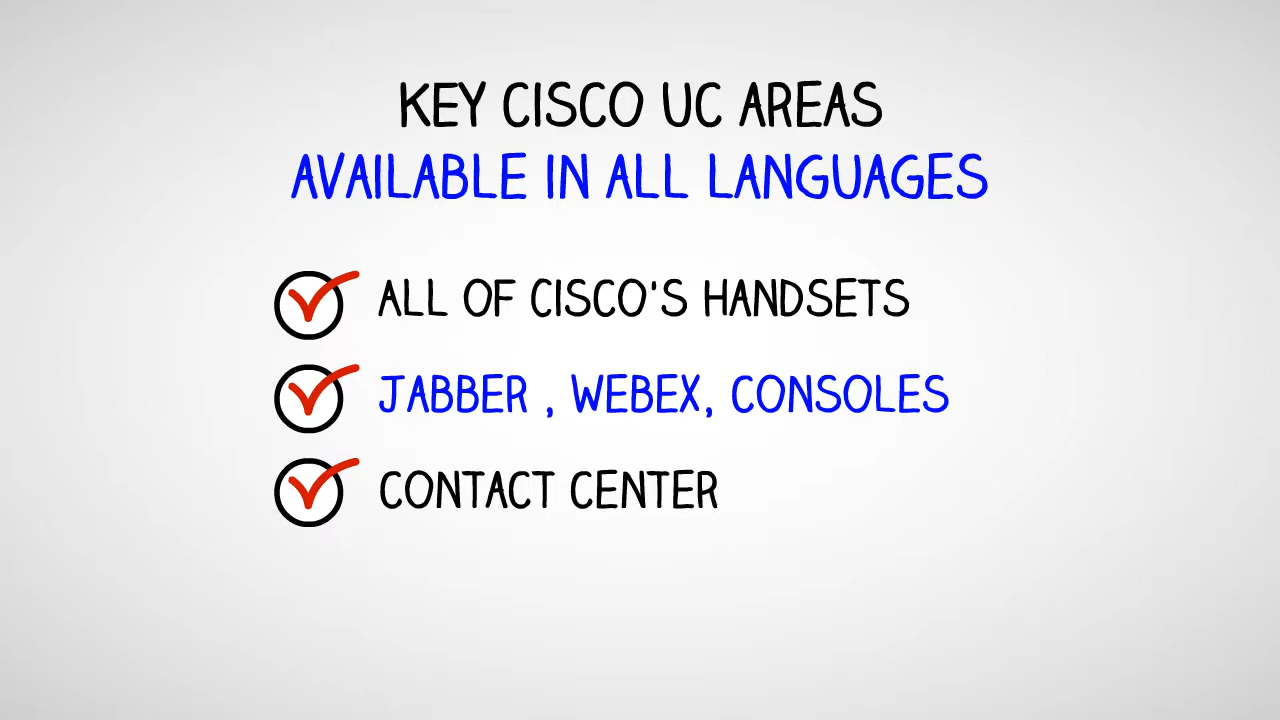 KEY CISCO UC AREAS
AVAILABLE IN ALL LANGUAGES
ALL OF CISCO'S HANDSETS
JABBER , WEBEX, CONSOLES
CONTACT CENTER